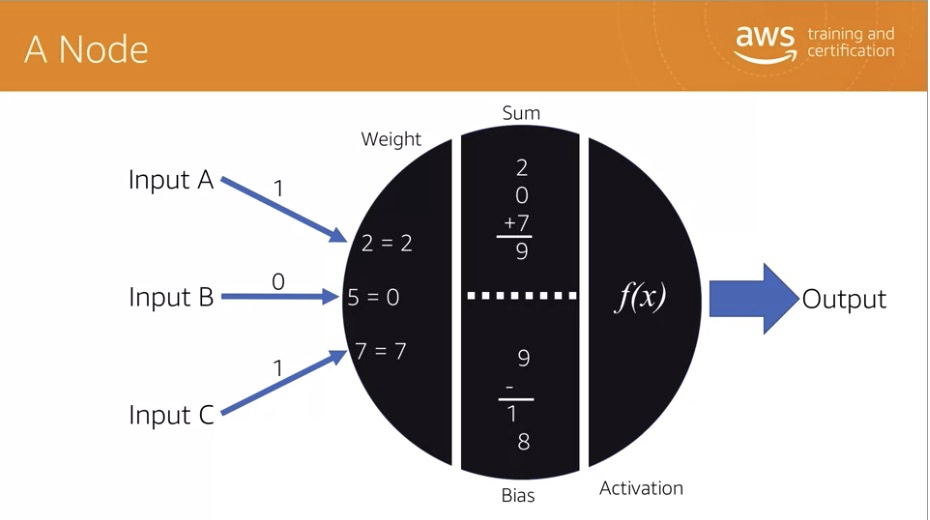 A Node
aws training and
certification
Sum
Weight
Input A
1
2 = 2
Input B
0
5 = 0
Input C
1
7 = 7
2
0
+7
9
9
-
1
8
f(x)
Output
Bias
Activation